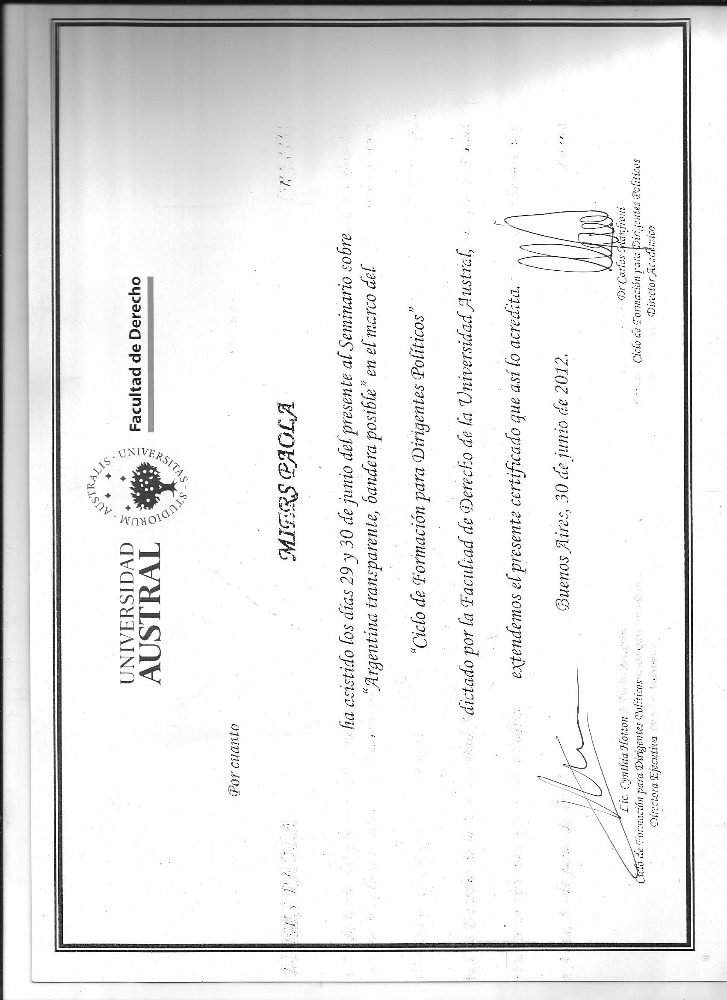 UNIVERSIDAD
AUSTRAL
AUSTRALIS - UNIVERSITAS - STUDIORUM -
Facultad de Derecho
Por cuanto
MIERS PAOLA
ha asistido los días 29 y 30 de junio del presente al Seminario sobre
“Argentina transparente, bandera posible” en el marco del
“Ciclo de Formación para Dirigentes Políticos”
dictado por la Facultad de Derecho de la Universidad Austral,
extendemos el presente certificado que así lo acredita.
Buenos Aires, 30 de junio de 2012.
Lic. Cynthia Hotton
Ciclo de Formación para Dirigentes Políticos
Directora Ejecutiva
Dr Carlos Manfroni
Ciclo de Formación para Dirigentes Políticos
Director Académico
MIERS PAOLA